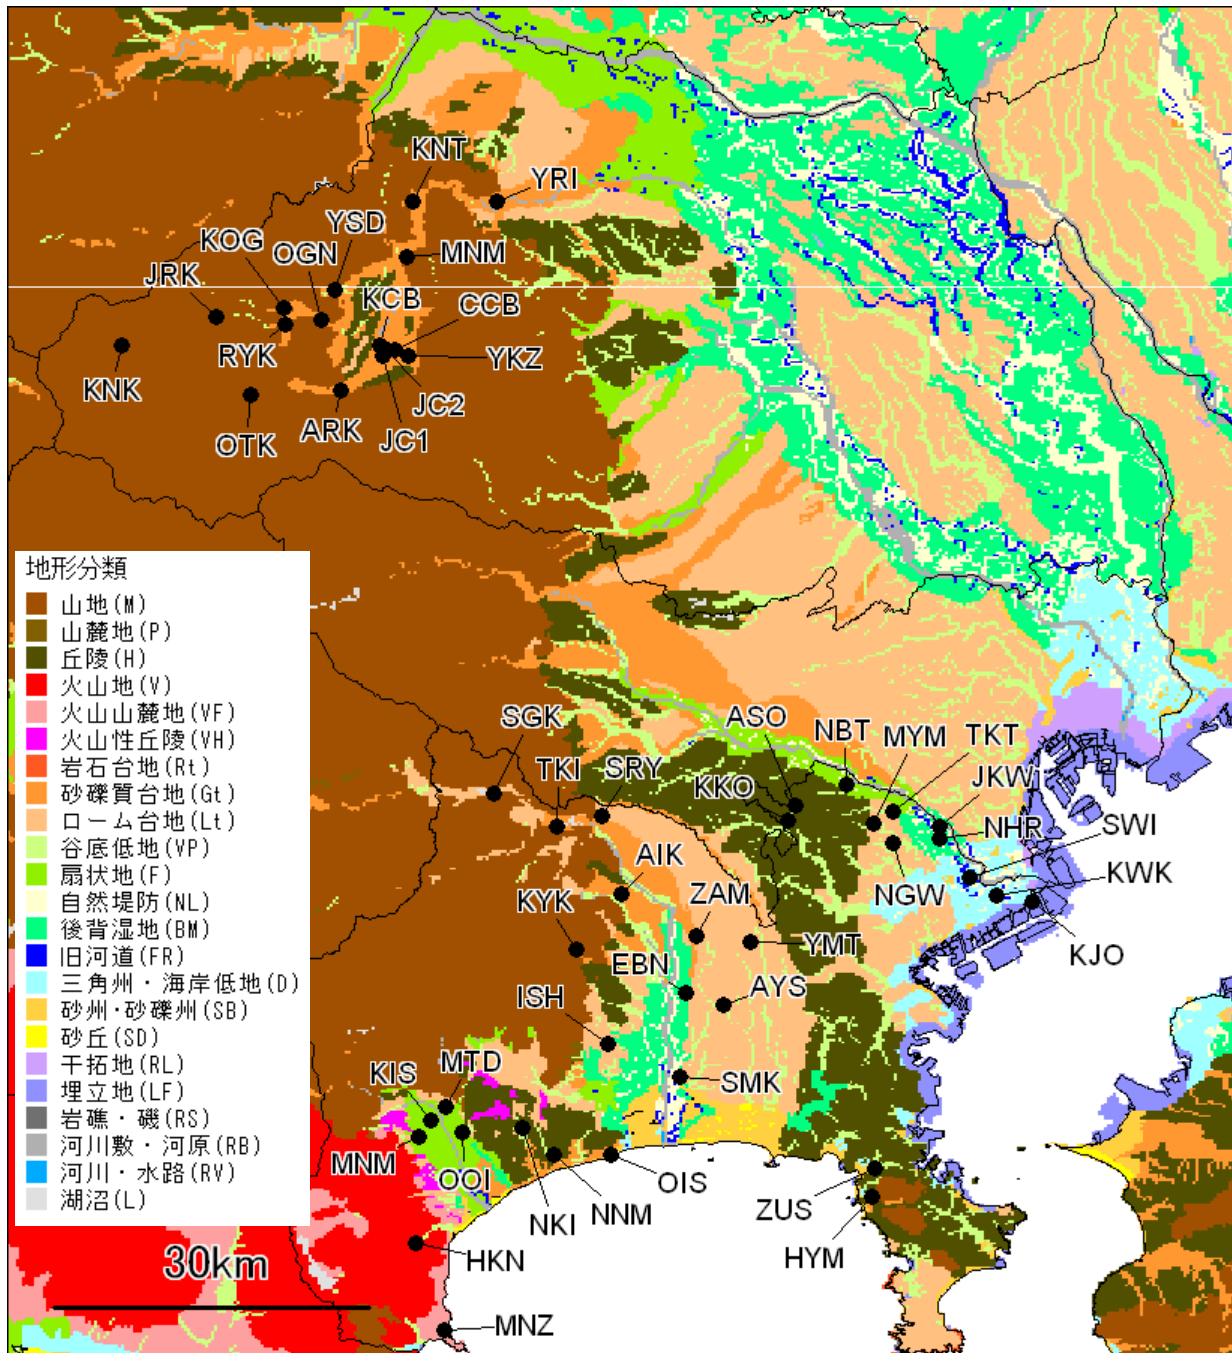 KNT
YRI
YSD
KOG
OGN
MNM
JRK
KCB
CCB
RYK
YKZ
KNK
JC2
OTK
ARK
JC1
地形分類
山地(M)
山麓地(P)
丘陵(H)
火山地(V)
火山山麓地(VF)
火山性丘陵(VH)
岩石台地(Rt)
砂礫質台地(Gt)
ローム台地(Lt)
谷底低地(VP)
扇状地(F)
自然堤防(NL)
後背湿地(BM)
旧河道(FR)
三角州・海岸低地(D)
砂州・砂礫州(SB)
砂丘(SD)
干拓地(RL)
埋立地(LF)
岩礁・磯(RS)
河川敷・河原(RB)
河川・水路(RV)
湖沼(L)
30km
SGK
ASO
NBT
MYM
TKT
TKI
SRY
KKO
JKW
NHR
SWI
AIK
KWK
KYK
ZAM
NGW
YMT
KJO
EBN
ISH
AYS
KIS
MTD
SMK
MNM
OOI
OIS
NKI
NNM
ZUS
HYM
HKN
MNZ